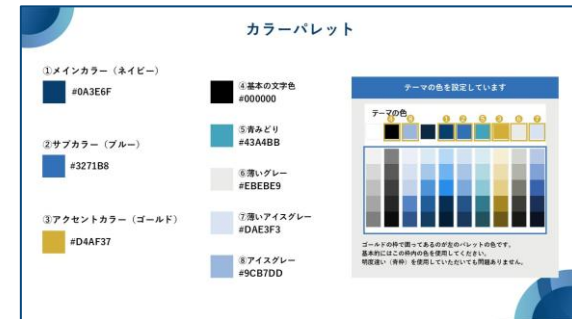 カラーパレット
①メインカラー（ネイビー）
#0A3E6F
②サブカラー（ブルー）
#3271B8
③アクセントカラー（ゴールド）
#D4AF37
④基本の文字色
#000000
⑤青みどり
#43A4BB
⑥薄いグレー
#EBEBE9
⑦薄いアイスグレー
#DAE3F3
⑧アイスグレー
#9CB7DD
テーマの色を設定しています
テーマの色
④ ⑧ ① ② ⑤ ③ ⑥ ⑦
ゴールドの枠で囲ってあるのが左のパレットの色です。
基本的にはこの枠内の色を使用してください。
明度違い（青枠）を使用していただいても問題ありません。